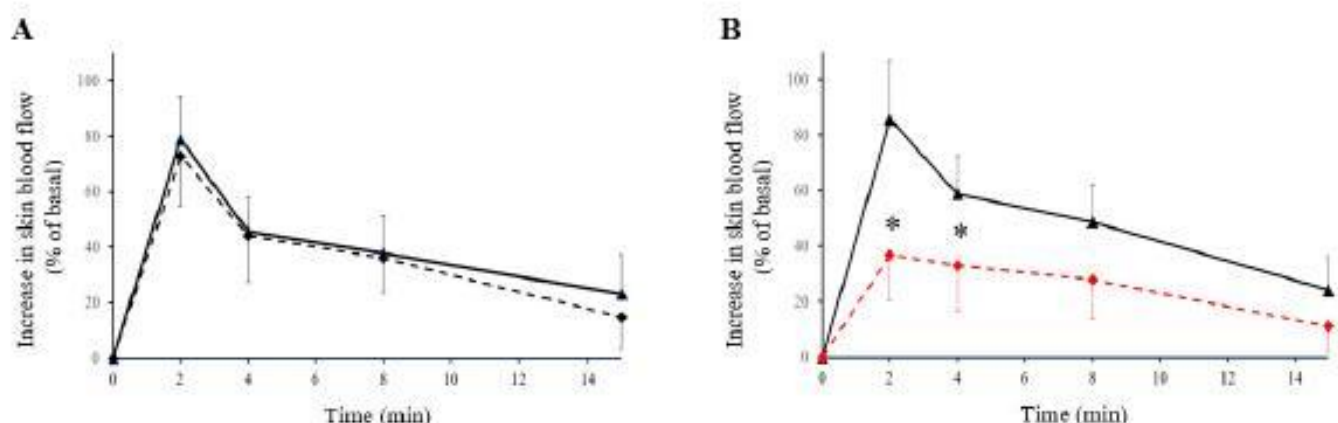 A
Increase in skin blood flow
(% of basal)
100
80
60
40
20
0
0 2 4 6 8 10 12 14
Time (min)
B
Increase in skin blood flow
(% of basal)
100
80
60
40
20
0
* *
0 2 4 6 8 10 12 14
Time (min)